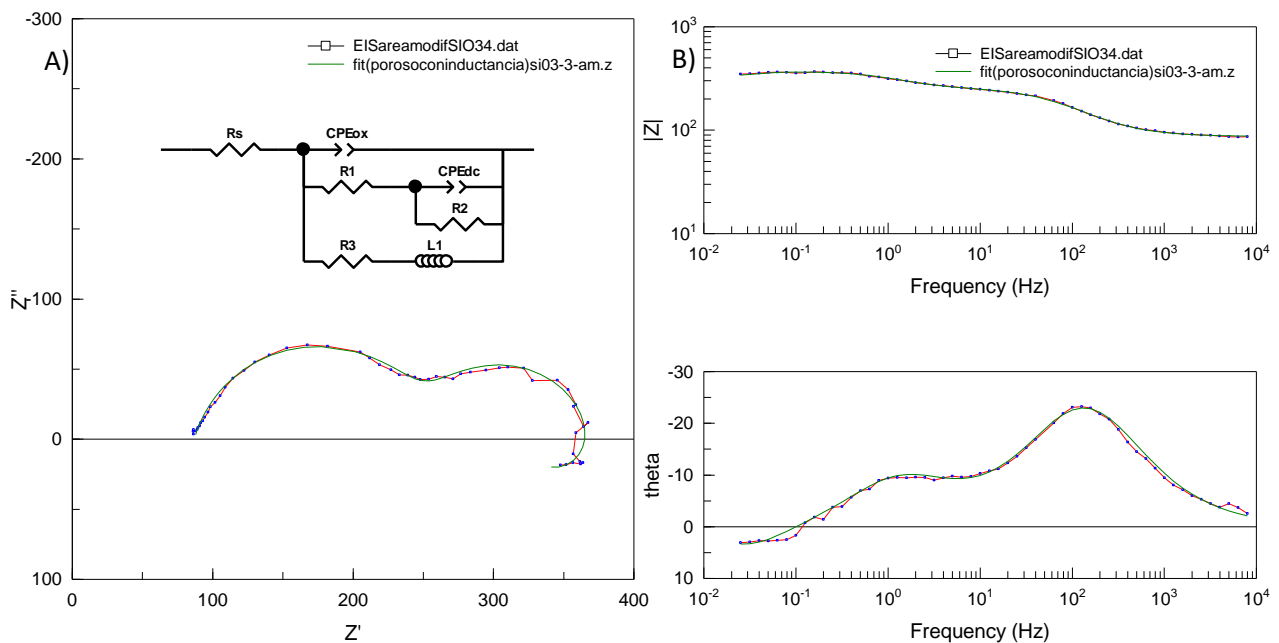 A)
EISareamodifSIO34.dat
fit(porosoconinductancia)si03-3-am.z
Rs
CPEox
R1
CPEdc
R2
R3
L1
-300
-200
-100
0
100
Z''
0
100
200
300
400
Z'
B)
EISareamodifSIO34.dat
fit(porosoconinductancia)si03-3-am.z
10³
10²
10¹
|Z|
10⁻²
10⁻¹
10⁰
10¹
10²
10³
10⁴
Frequency (Hz)
-30
-20
-10
0
10
theta
10⁻²
10⁻¹
10⁰
10¹
10²
10³
10⁴
Frequency (Hz)